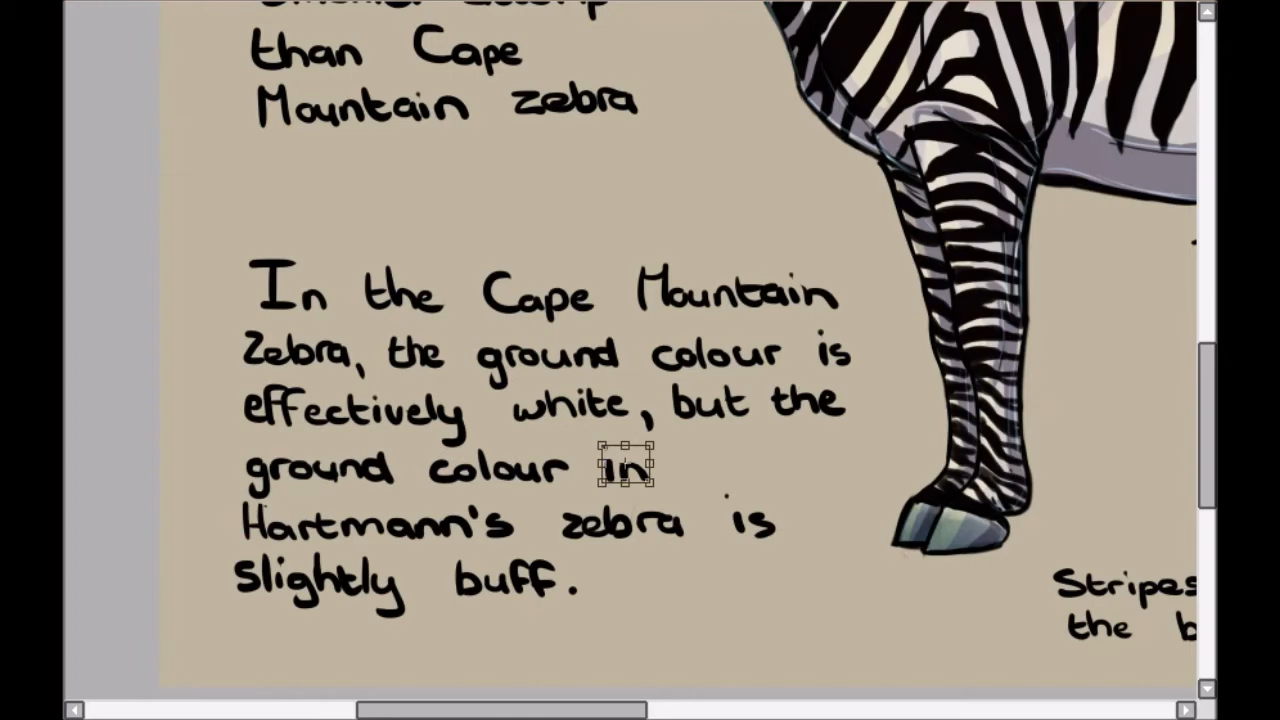 than Cape
Mountain zebra
In the Cape Mountain
Zebra, the ground colour is
effectively white, but the
ground colour in
Hartmann's zebra is
slightly buff.
Stripes
the